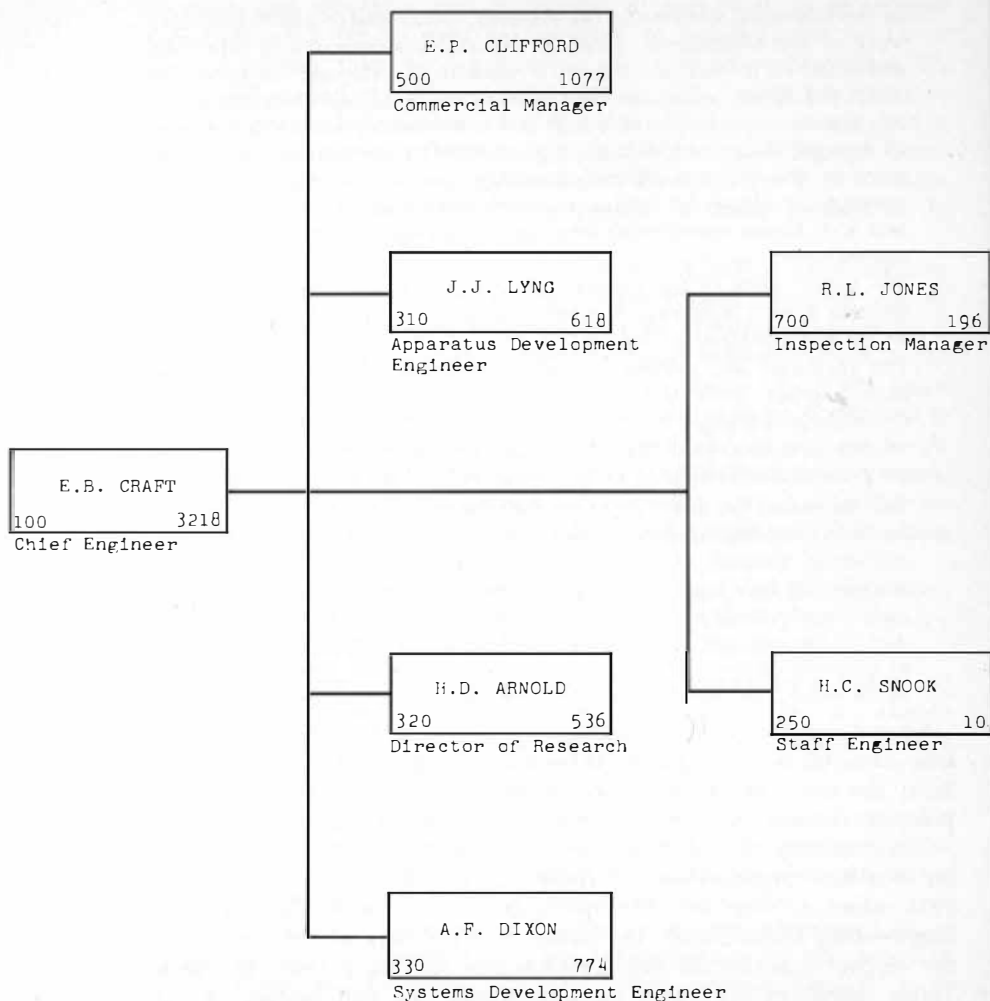 E.P. CLIFFORD
500 1077
Commercial Manager
J.J. LYNG
310 618
Apparatus Development
Engineer
R.L. JONES
700 196
Inspection Manager
E.B. CRAFT
100 3218
Chief Engineer
H.D. ARNOLD
320 536
Director of Research
H.C. SNOOK
250 10
Staff Engineer
A.F. DIXON
330 774
Systems Development Engineer